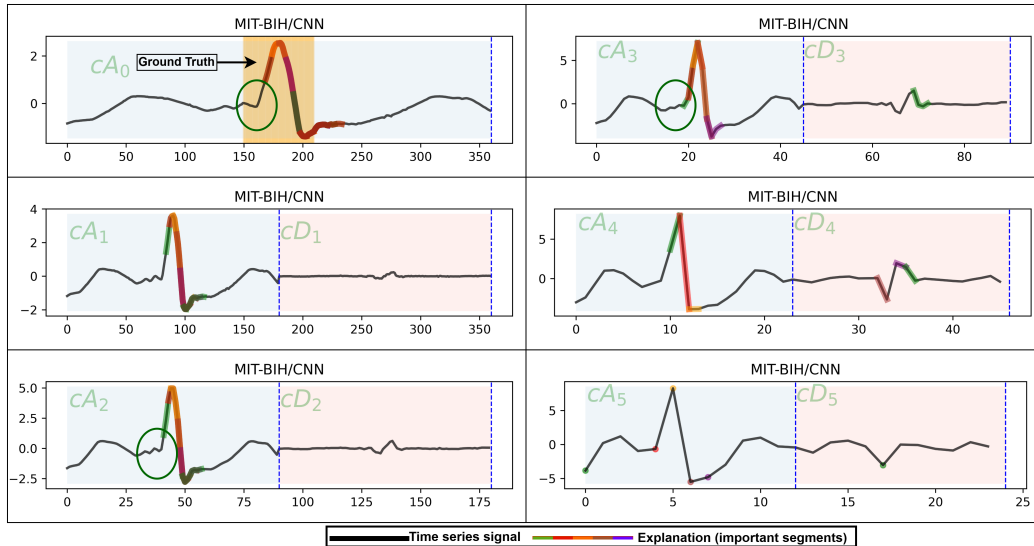 MIT-BIH/CNN
cA0
Ground Truth
2
0
0 50 100 150 200 250 300 350
MIT-BIH/CNN
cA3 cD3
5
0
0 20 40 60 80
MIT-BIH/CNN
cA1 cD1
4
2
0
−2
0 50 100 150 200 250 300 350
MIT-BIH/CNN
cA4 cD4
5
0
0 10 20 30 40
MIT-BIH/CNN
cA2 cD2
5.0
2.5
0.0
−2.5
0 25 50 75 100 125 150 175
MIT-BIH/CNN
cA5 cD5
5
0
−5
0 5 10 15 20 25
Time series signal Explanation (important segments)